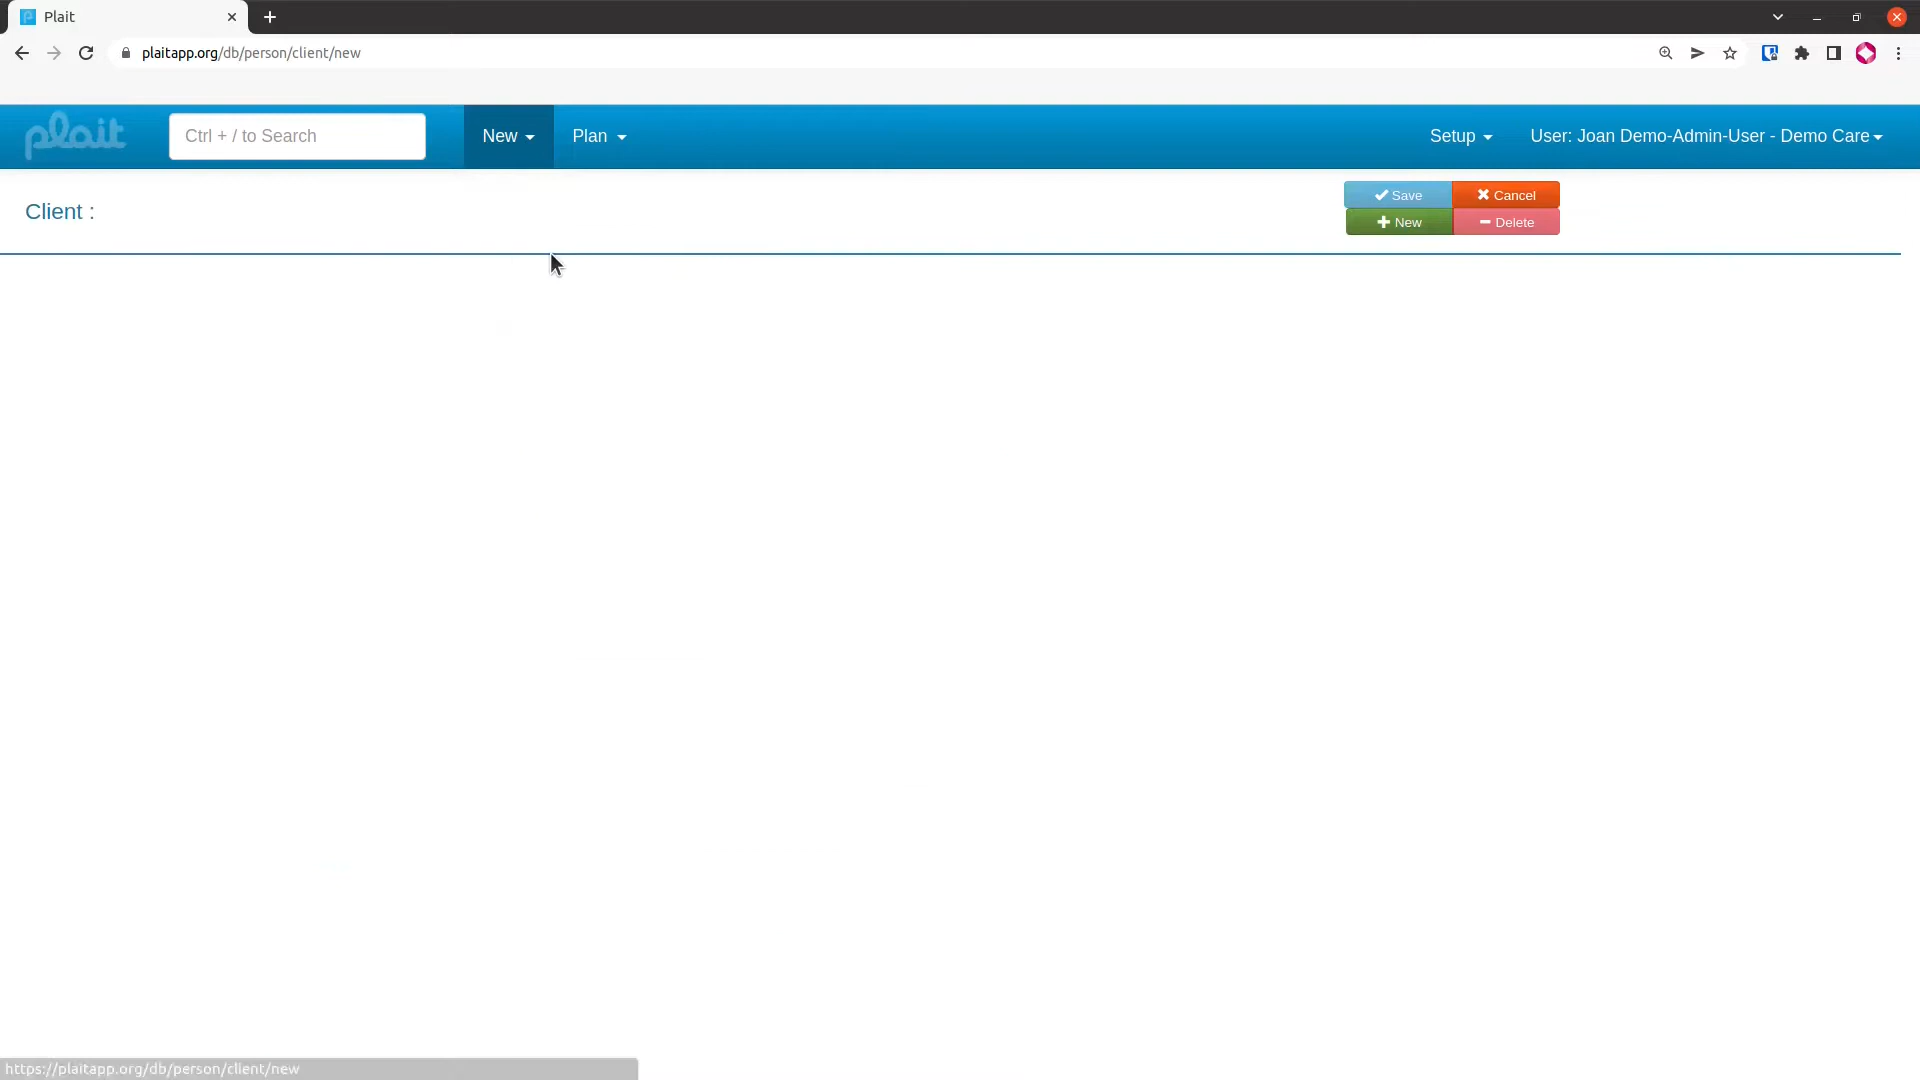 Plait
plaitapp.org/db/person/client/new
plait
Ctrl + / to Search
New
Plan
Setup
User: Joan Demo-Admin-User - Demo Care
Client :
Save
Cancel
New
Delete
https://plaitapp.org/db/person/client/new